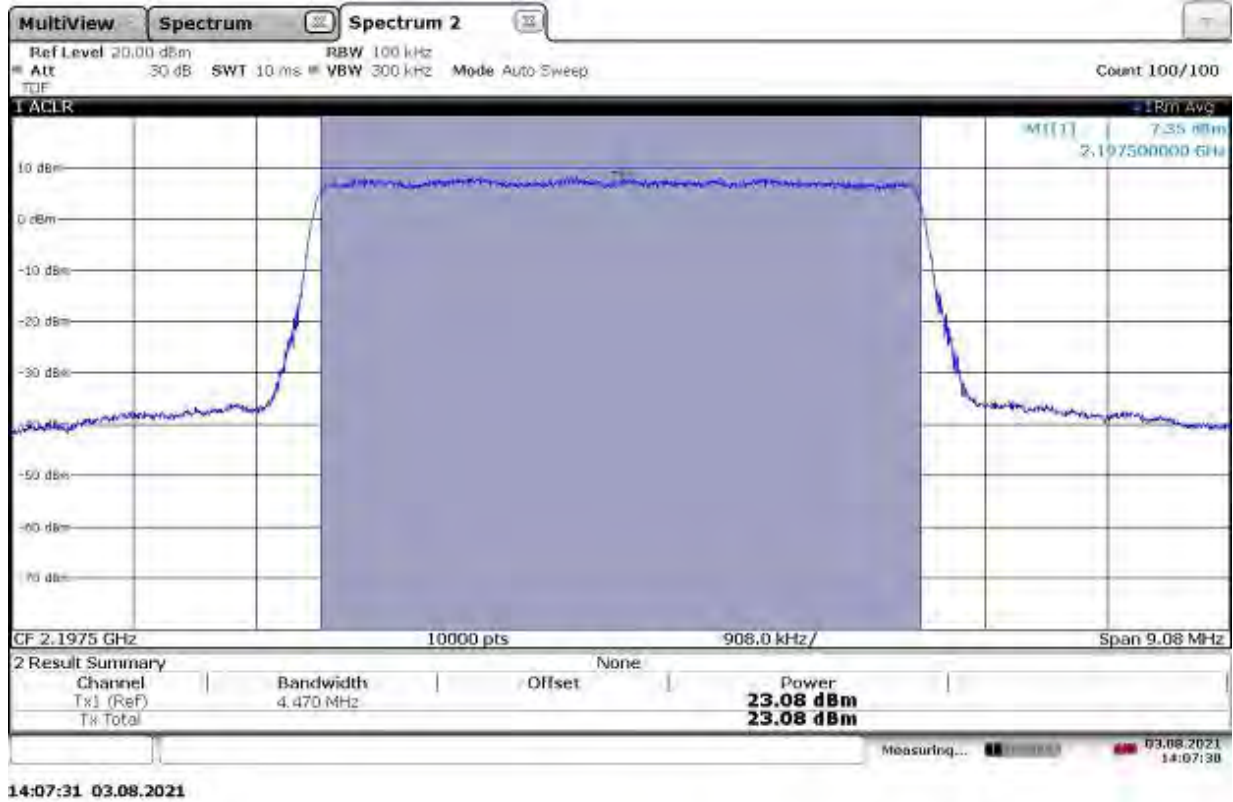 MultiView Spectrum Spectrum 2
Ref Level 20.00 dBm RBW 100 kHz
Att 30 dB SWT 10 ms VBW 300 kHz Mode Auto Sweep Count 100/100
TDF
1 ACLR 1Rm Avg
M1[1] 7.35 dBm
2.197500000 GHz
10 dBm
0 dBm
-10 dBm
-20 dBm
-30 dBm
-50 dBm
-60 dBm
-70 dBm
CF 2.1975 GHz 10000 pts 908.0 kHz/ Span 9.08 MHz
2 Result Summary None
Channel Bandwidth Offset Power
Tx1 (Ref) 4.470 MHz 23.08 dBm
Tx Total 23.08 dBm
Measuring... 03.08.2021
14:07:30
14:07:31 03.08.2021